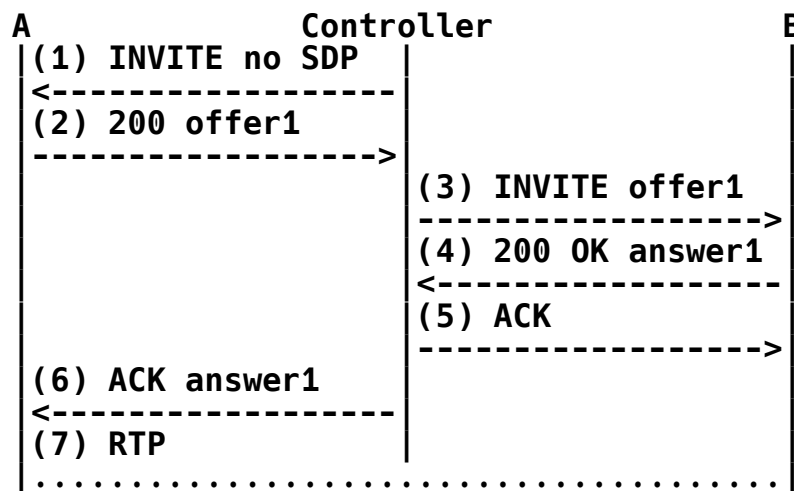 A Controller B
|(1) INVITE no SDP | |
|<------------------| |
|(2) 200 offer1 | |
|------------------>| |
| |(3) INVITE offer1 |
| |------------------>|
| |(4) 200 OK answer1 |
| |<------------------|
| |(5) ACK |
| |------------------>|
|(6) ACK answer1 | |
|<------------------| |
|(7) RTP | |
|.......................................|